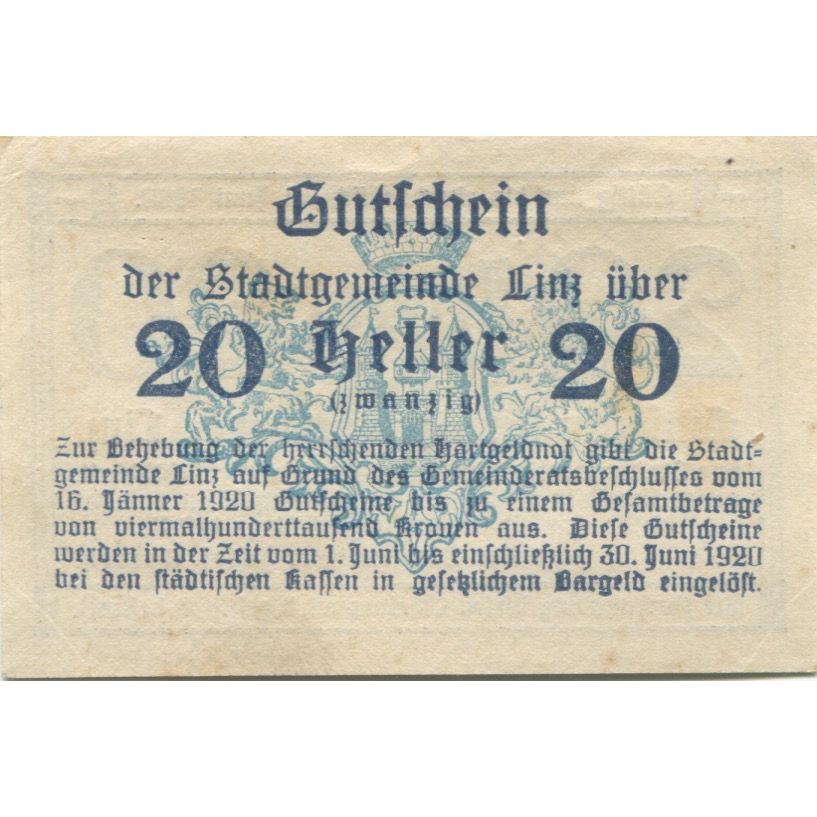 Gutschein
der Stadtgemeinde Linz über
20 Heller 20
(zwanzig)
Zur Behebung der herrschenden Hartgeldnot gibt die Stadt-
gemeinde Linz auf Grund des Gemeinderatsbeschlusses vom
16. Jänner 1920 Gutscheine bis zu einem Gesamtbetrage
von viermalhunderttausend Kronen aus. Diese Gutscheine
werden in der Zeit vom 1. Juni bis einschließlich 30. Juni 1920
bei den städtischen Kassen in gesetzlichem Bargeld eingelöst.